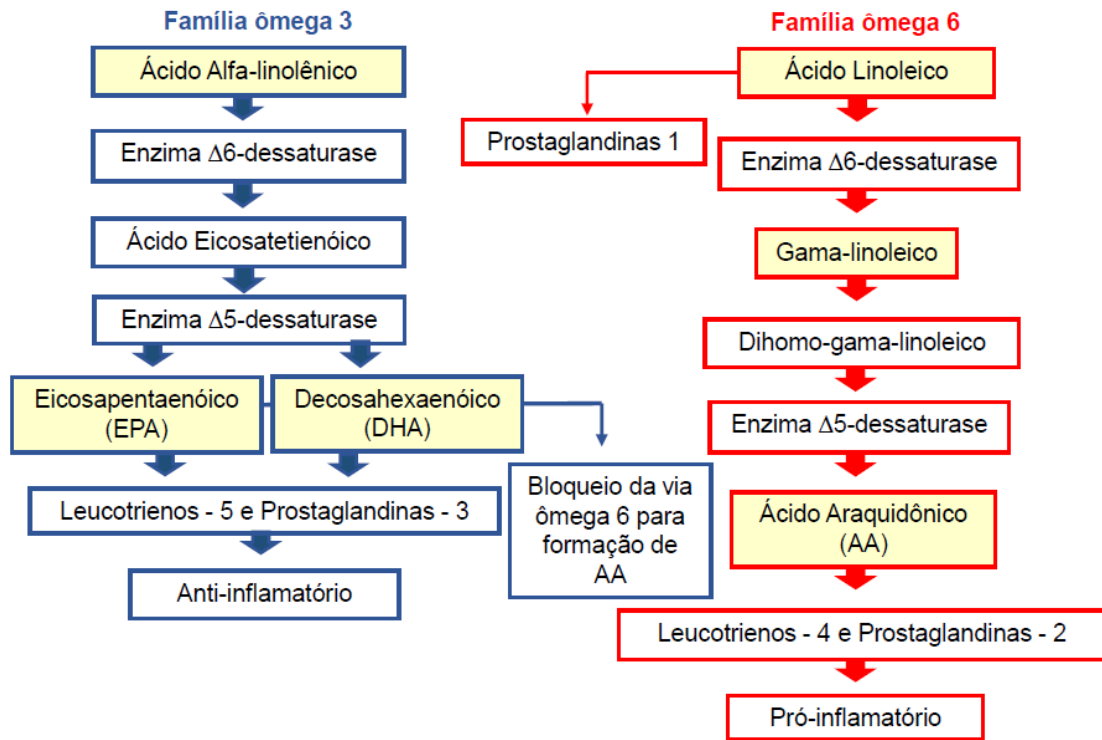 Família ômega 3
Ácido Alfa-linolênico
Enzima Δ6-dessaturase
Ácido Eicosatetienóico
Enzima Δ5-dessaturase
Eicosapentaenóico
(EPA)
Decosahexaenóico
(DHA)
Leucotrienos - 5 e Prostaglandinas - 3
Anti-inflamatório
Bloqueio da via
ômega 6 para
formação de
AA
Família ômega 6
Ácido Linoleico
Prostaglandinas 1
Enzima Δ6-dessaturase
Gama-linoleico
Dihomo-gama-linoleico
Enzima Δ5-dessaturase
Ácido Araquidônico
(AA)
Leucotrienos - 4 e Prostaglandinas - 2
Pró-inflamatório